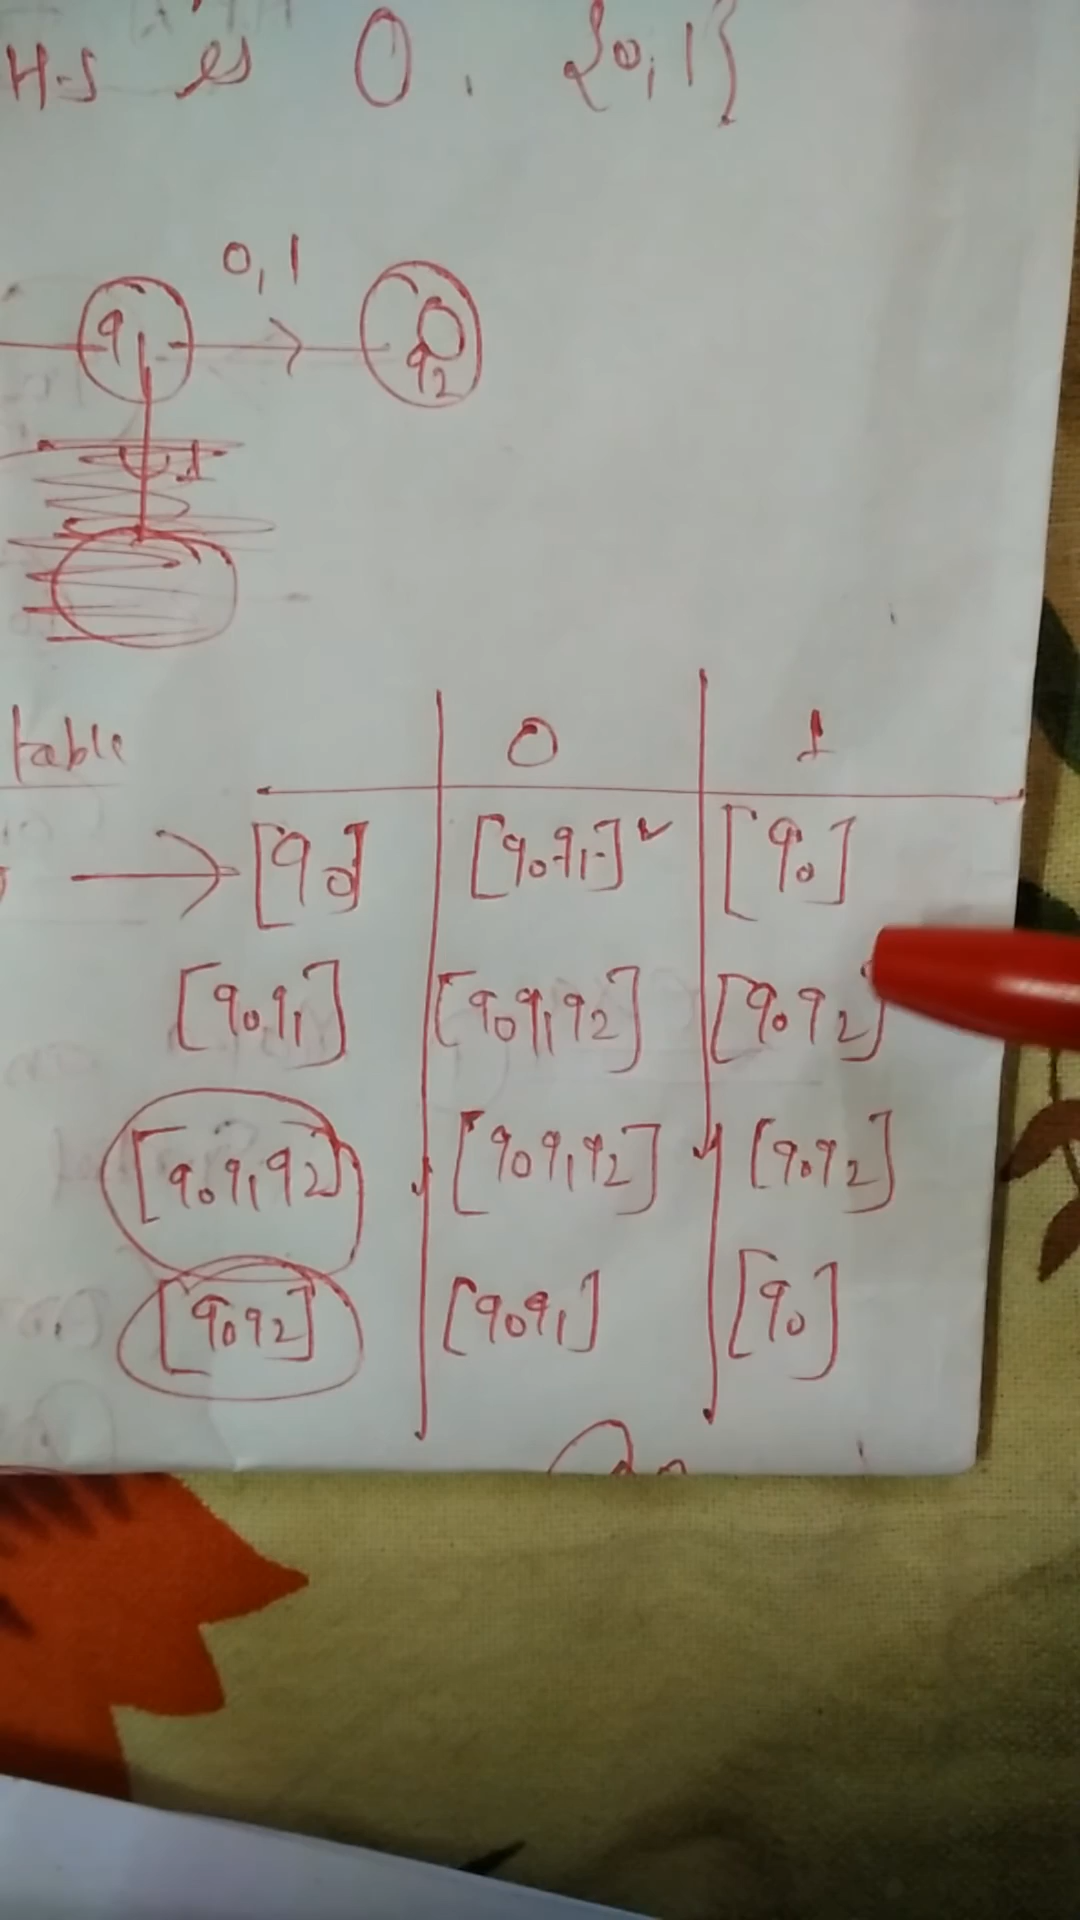 H.S is 0. {0,1}
0,1
q1
q2
1
table
0 1
[q0] [q0q1] [q0]
[q0q1] [q0q1q2] [q0q2]
[q0q1q2] [q0q1q2] [q0q2]
[q0q2] [q0q1] [q0]